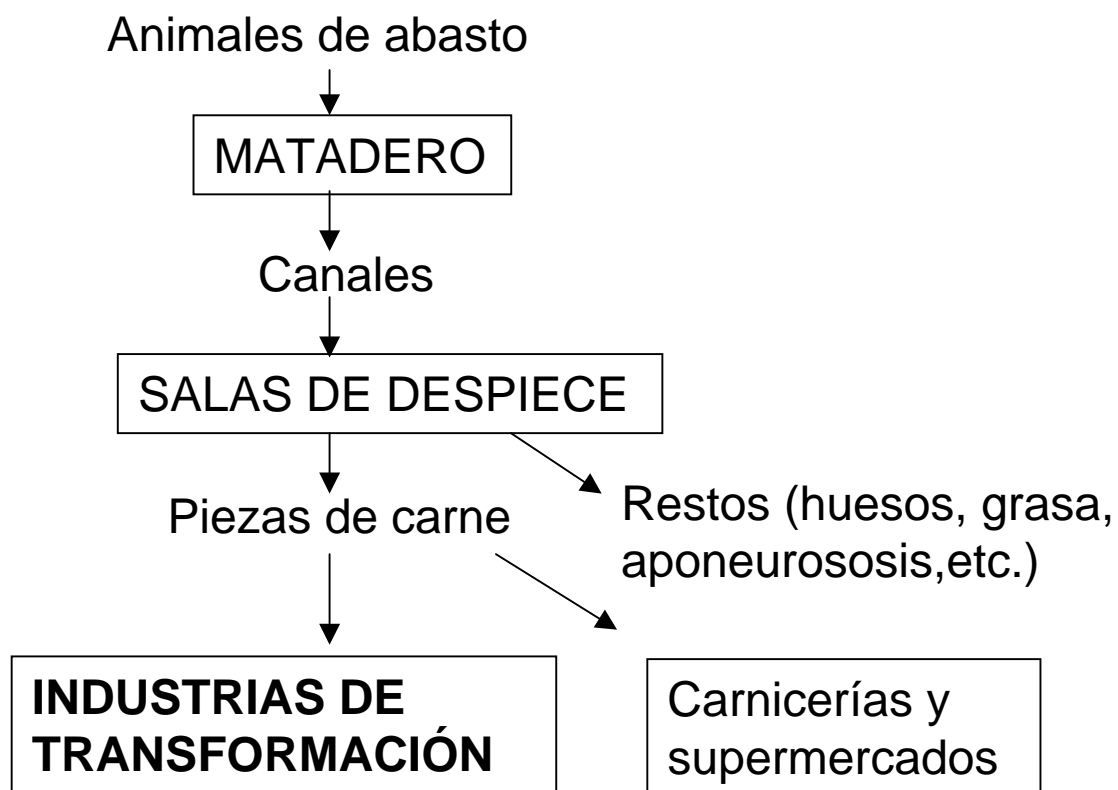 Animales de abasto
MATADERO
Canales
SALAS DE DESPIECE
Piezas de carne
Restos (huesos, grasa,
aponeurososis,etc.)
INDUSTRIAS DE
TRANSFORMACIÓN
Carnicerías y
supermercados